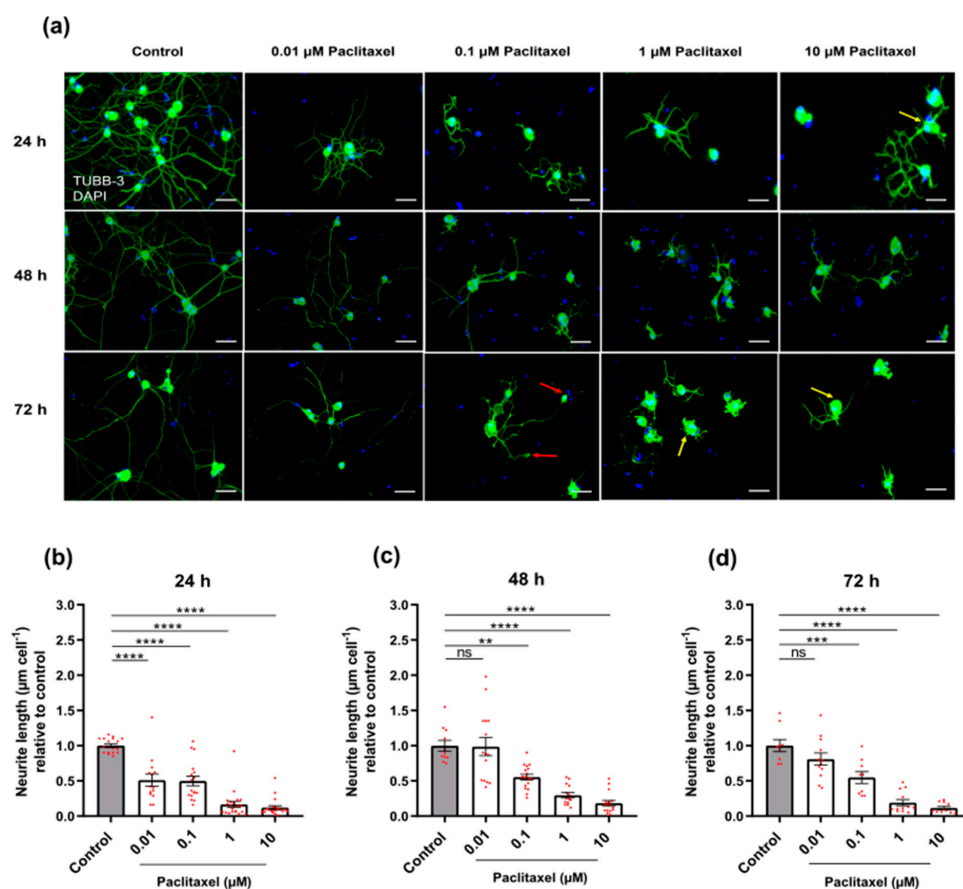 (a)
Control 0.01 µM Paclitaxel 0.1 µM Paclitaxel 1 µM Paclitaxel 10 µM Paclitaxel
24 h
TUBB-3
DAPI
48 h
72 h
(b)
24 h
Neurite length (µm cell⁻¹)
relative to control
3.0
2.5
2.0
1.5
1.0
0.5
0.0
****
****
****
****
Control 0.01 0.1 1 10
Paclitaxel (µM)
(c)
48 h
Neurite length (µm cell⁻¹)
relative to control
3.0
2.5
2.0
1.5
1.0
0.5
0.0
****
****
**
ns
Control 0.01 0.1 1 10
Paclitaxel (µM)
(d)
72 h
Neurite length (µm cell⁻¹)
relative to control
3.0
2.5
2.0
1.5
1.0
0.5
0.0
****
****
***
ns
Control 0.01 0.1 1 10
Paclitaxel (µM)